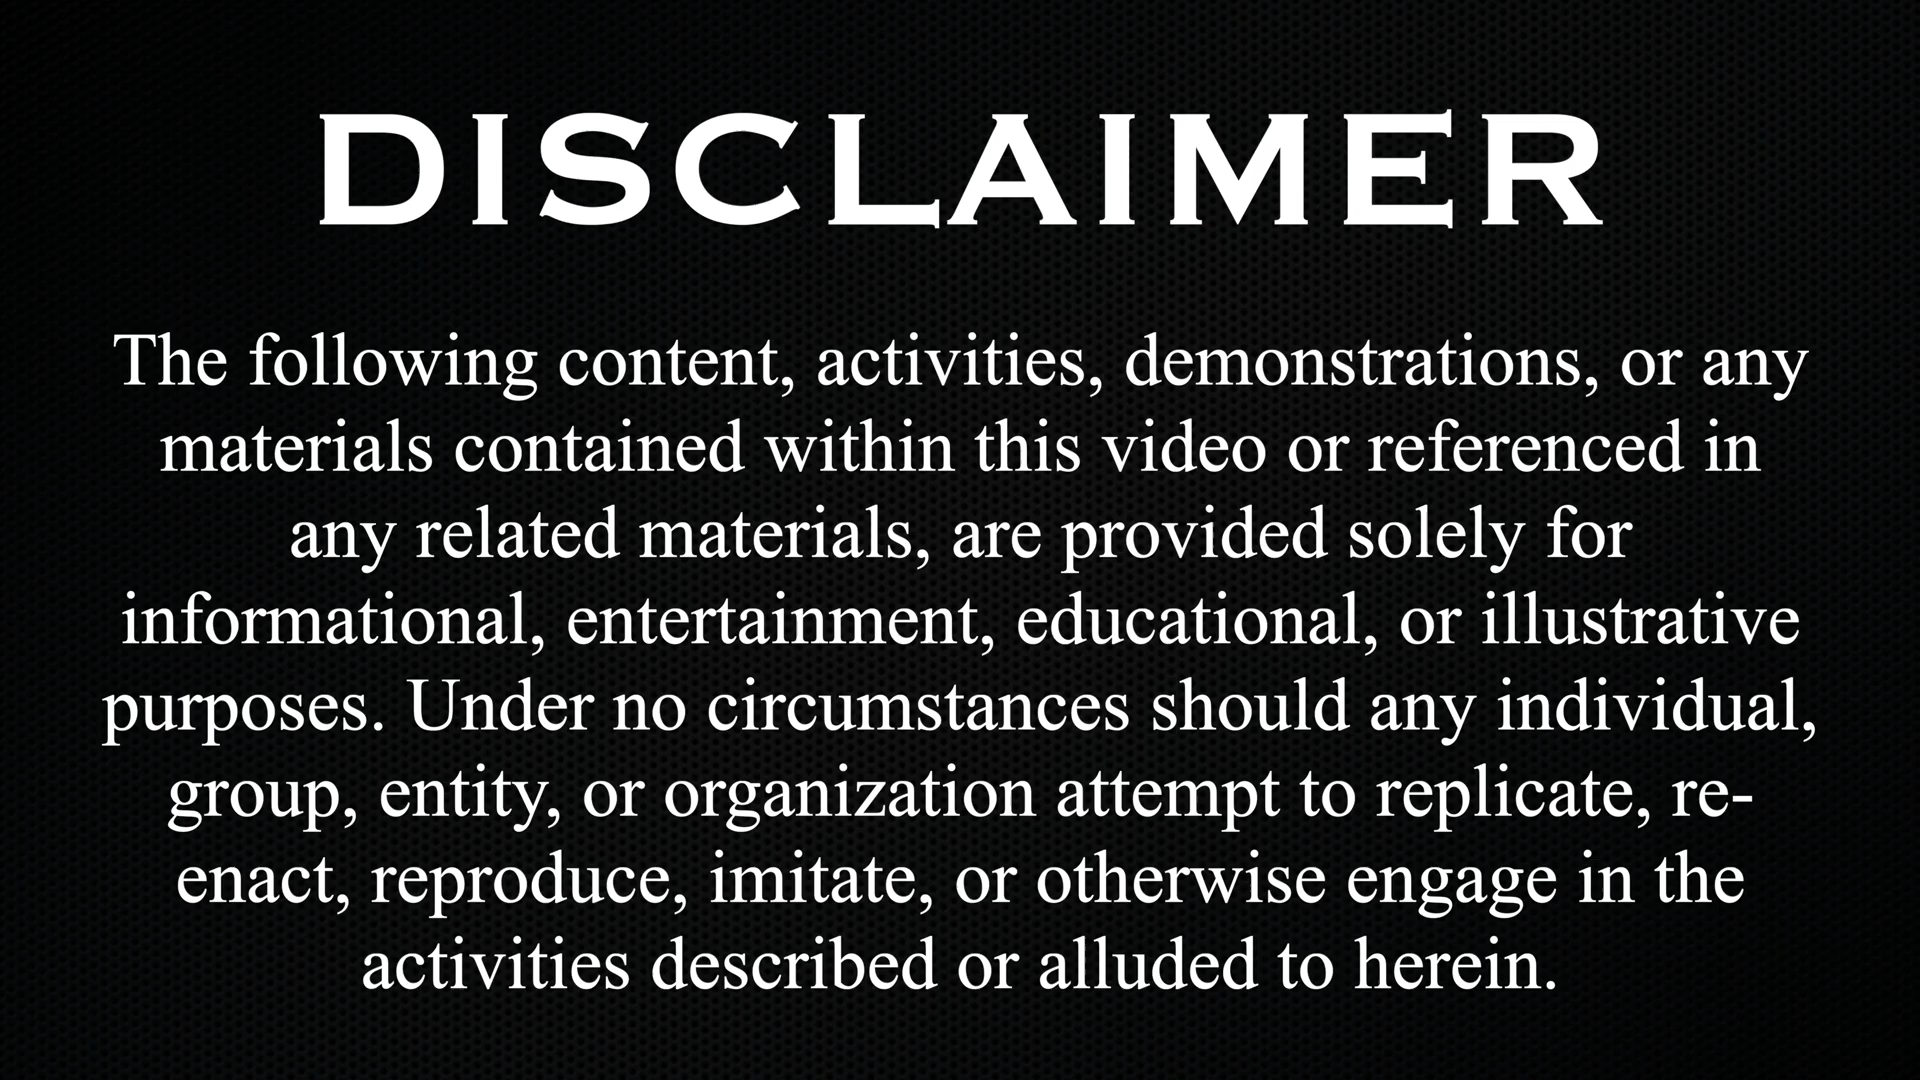 DISCLAIMER
The following content, activities, demonstrations, or any
materials contained within this video or referenced in
any related materials, are provided solely for
informational, entertainment, educational, or illustrative
purposes. Under no circumstances should any individual,
group, entity, or organization attempt to replicate, re-
enact, reproduce, imitate, or otherwise engage in the
activities described or alluded to herein.